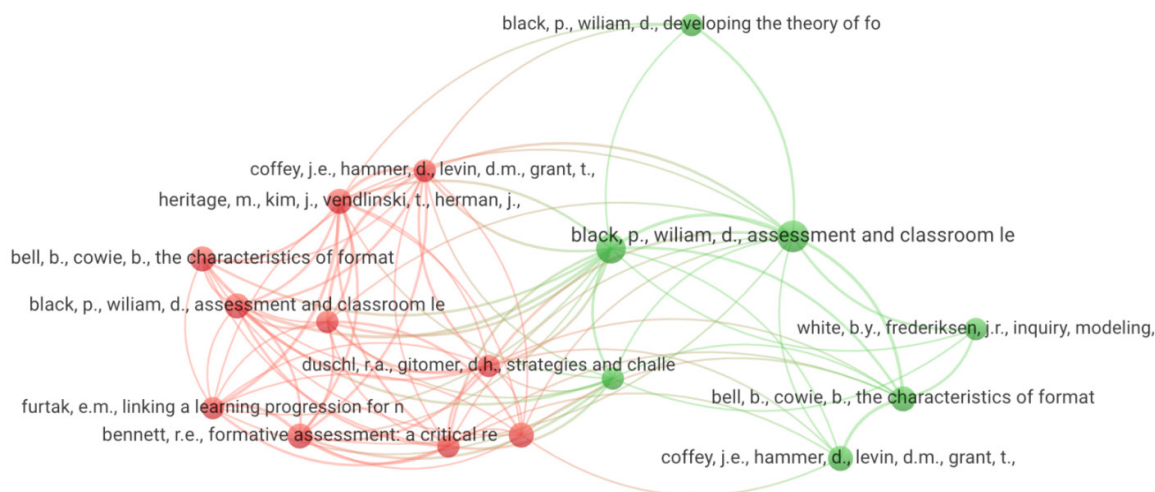 black, p., wiliam, d., developing the theory of fo
coffey, j.e., hammer, d., levin, d.m., grant, t.,
heritage, m., kim, j., vendlinski, t., herman, j.,
black, p., wiliam, d., assessment and classroom le
bell, b., cowie, b., the characteristics of format
black, p., wiliam, d., assessment and classroom le
white, b.y., frederiksen, j.r., inquiry, modeling,
duschl, r.a., gitomer, d.h., strategies and challe
bell, b., cowie, b., the characteristics of format
furtak, e.m., linking a learning progression for n
bennett, r.e., formative assessment: a critical re
coffey, j.e., hammer, d., levin, d.m., grant, t.,